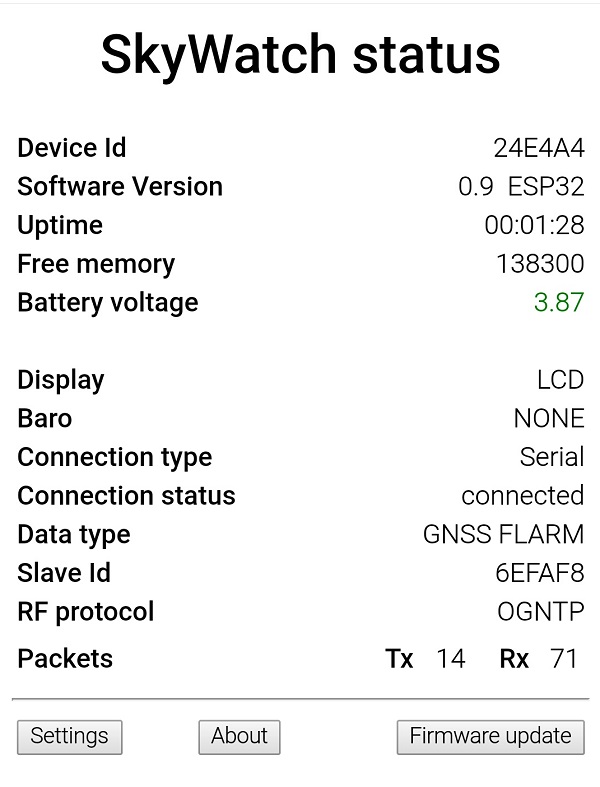 SkyWatch status
Device Id 24E4A4
Software Version 0.9 ESP32
Uptime 00:01:28
Free memory 138300
Battery voltage 3.87
Display LCD
Baro NONE
Connection type Serial
Connection status connected
Data type GNSS FLARM
Slave Id 6EFAF8
RF protocol OGNTP
Packets Tx 14 Rx 71
Settings About Firmware update